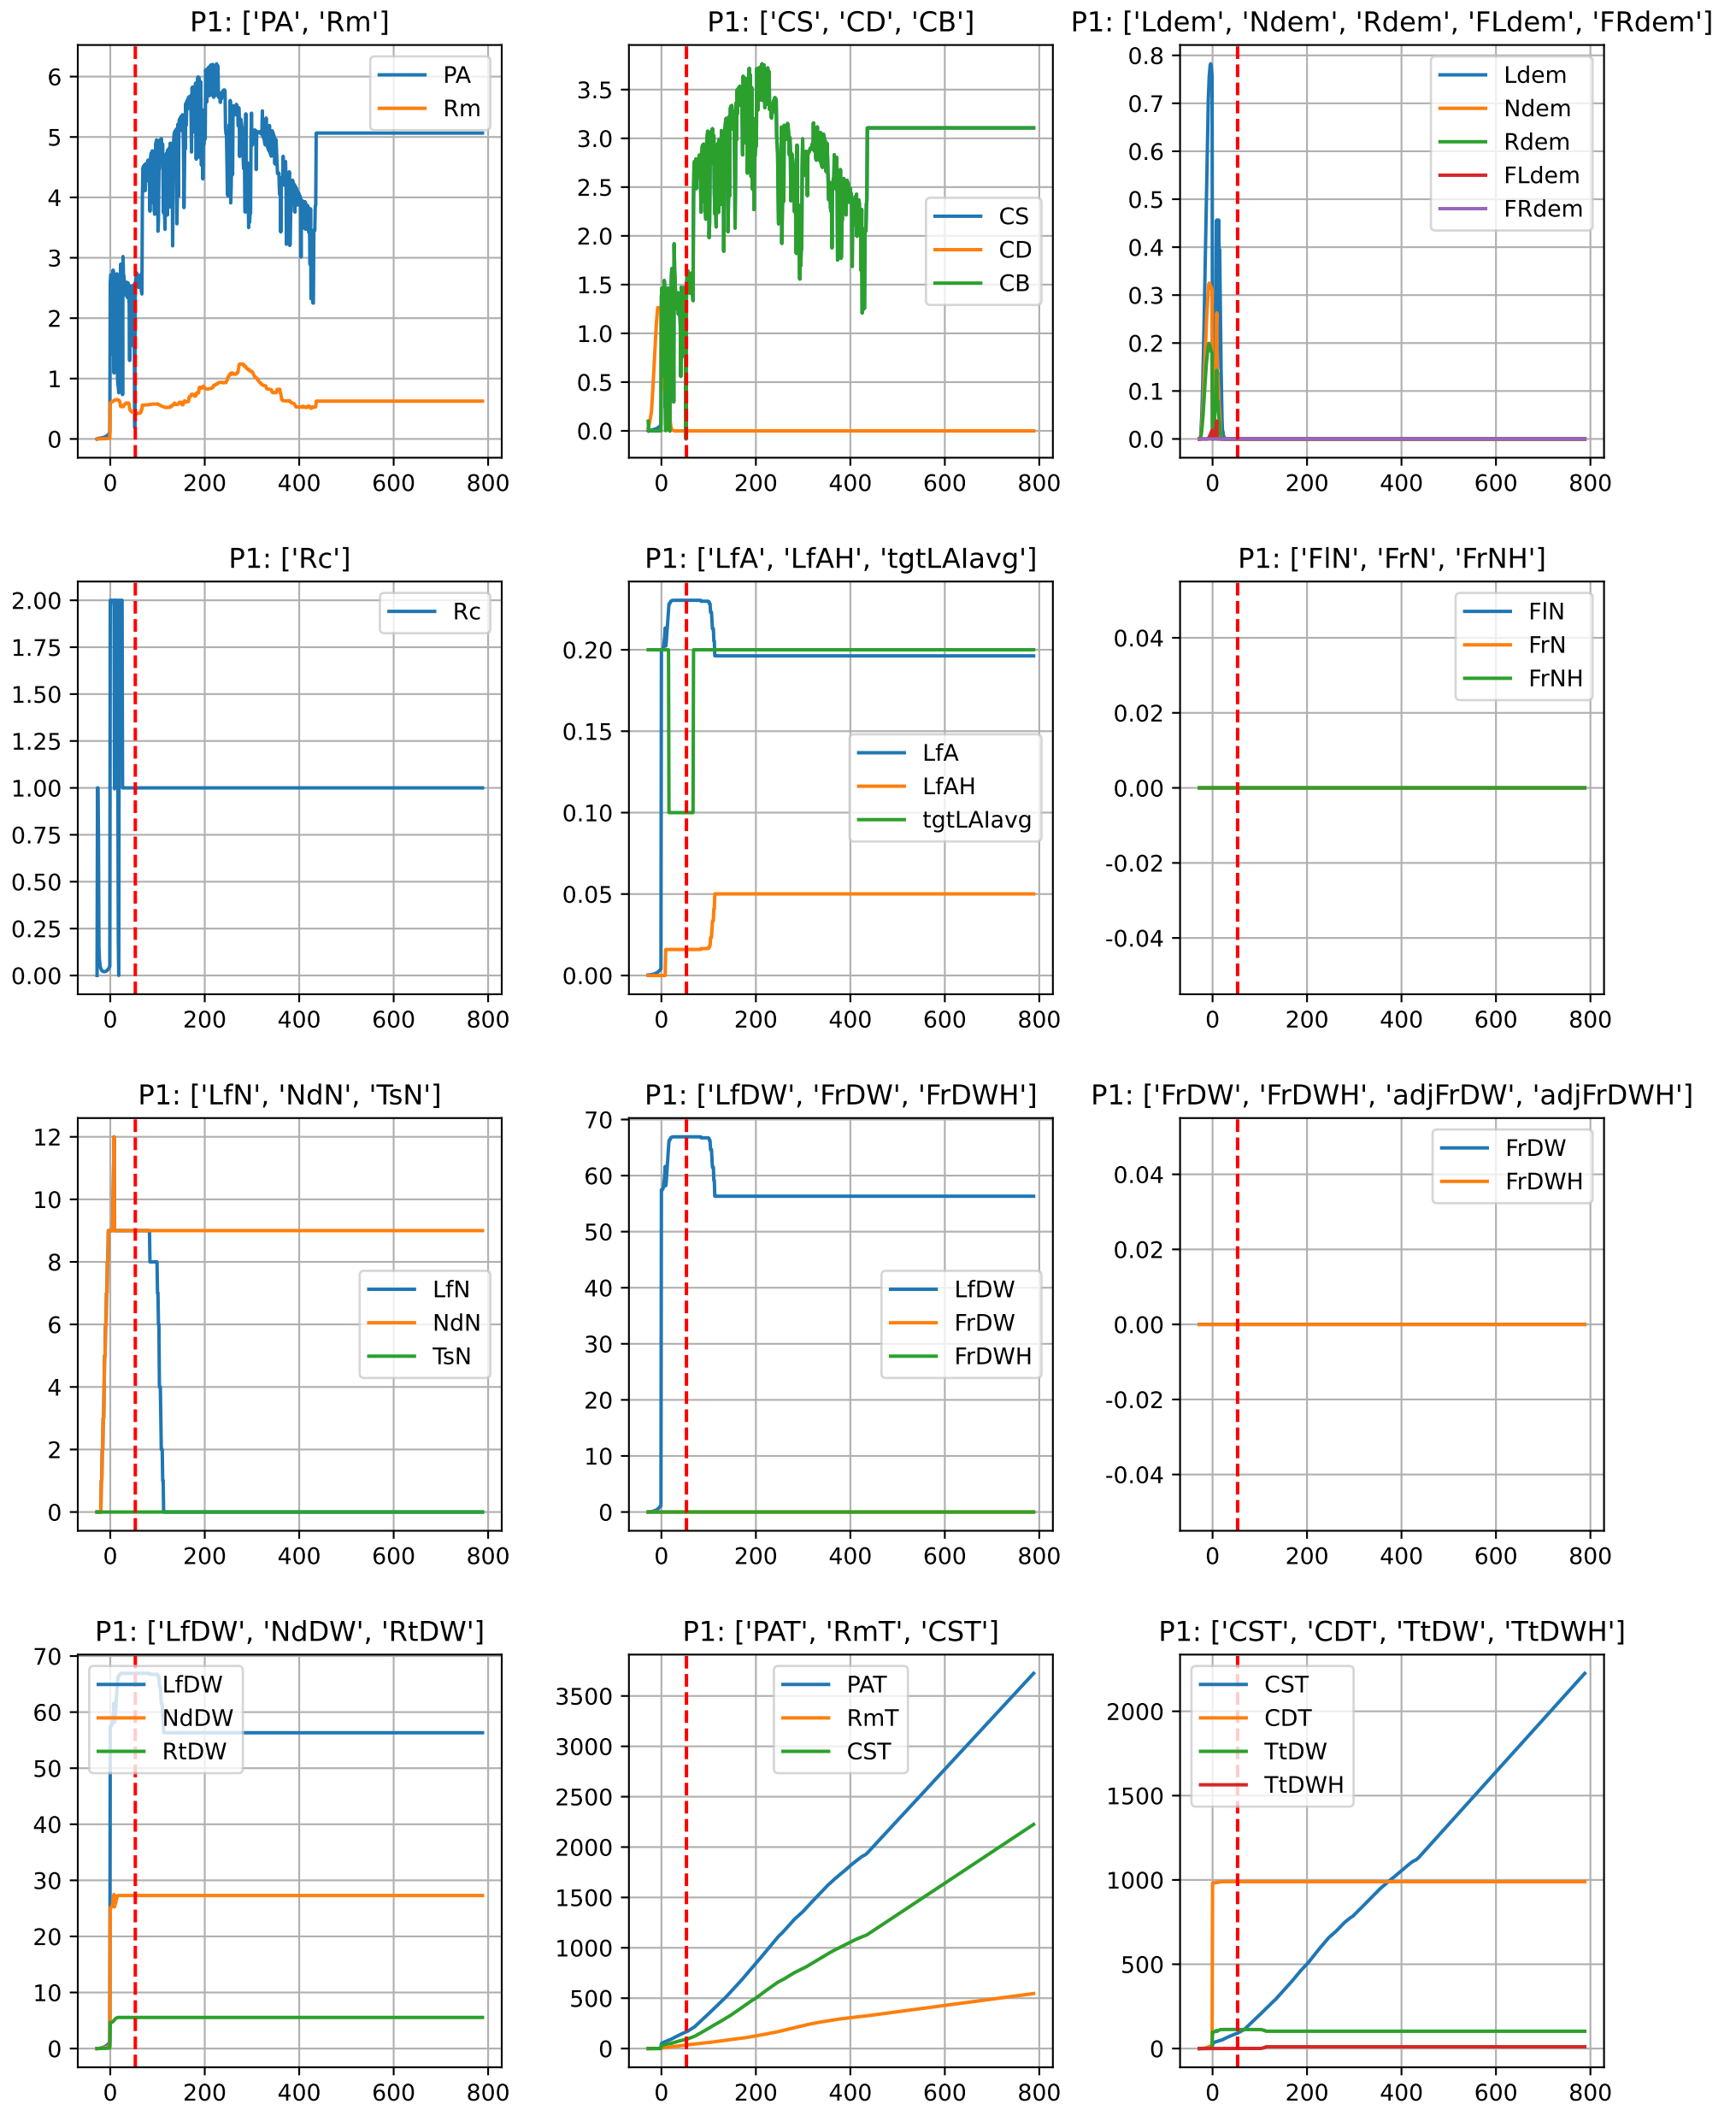 P1: ['PA', 'Rm']
6
5
4
3
2
1
0
0 200 400 600 800
PA
Rm
P1: ['CS', 'CD', 'CB']
3.5
3.0
2.5
2.0
1.5
1.0
0.5
0.0
0 200 400 600 800
CS
CD
CB
P1: ['Ldem', 'Ndem', 'Rdem', 'FLdem', 'FRdem']
0.8
0.7
0.6
0.5
0.4
0.3
0.2
0.1
0.0
0 200 400 600 800
Ldem
Ndem
Rdem
FLdem
FRdem
P1: ['Rc']
2.00
1.75
1.50
1.25
1.00
0.75
0.50
0.25
0.00
0 200 400 600 800
Rc
P1: ['LfA', 'LfAH', 'tgtLAIavg']
0.20
0.15
0.10
0.05
0.00
0 200 400 600 800
LfA
LfAH
tgtLAIavg
P1: ['FlN', 'FrN', 'FrNH']
0.04
0.02
0.00
-0.02
-0.04
0 200 400 600 800
FlN
FrN
FrNH
P1: ['LfN', 'NdN', 'TsN']
12
10
8
6
4
2
0
0 200 400 600 800
LfN
NdN
TsN
P1: ['LfDW', 'FrDW', 'FrDWH']
70
60
50
40
30
20
10
0
0 200 400 600 800
LfDW
FrDW
FrDWH
P1: ['FrDW', 'FrDWH', 'adjFrDW', 'adjFrDWH']
0.04
0.02
0.00
-0.02
-0.04
0 200 400 600 800
FrDW
FrDWH
P1: ['LfDW', 'NdDW', 'RtDW']
70
60
50
40
30
20
10
0
0 200 400 600 800
LfDW
NdDW
RtDW
P1: ['PAT', 'RmT', 'CST']
3500
3000
2500
2000
1500
1000
500
0
0 200 400 600 800
PAT
RmT
CST
P1: ['CST', 'CDT', 'TtDW', 'TtDWH']
2000
1500
1000
500
0
0 200 400 600 800
CST
CDT
TtDW
TtDWH